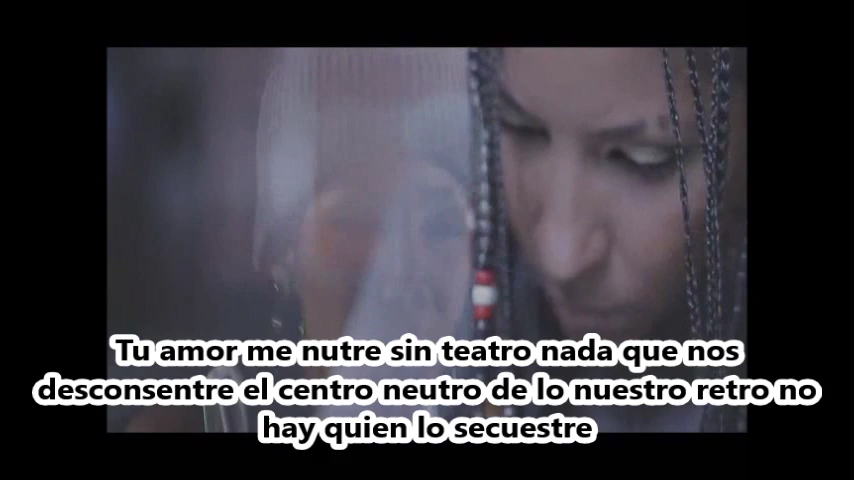 Tu amor me nutre sin teatro nada que nos
desconsentre el centro neutro de lo nuestro retro no
hay quien lo secuestre